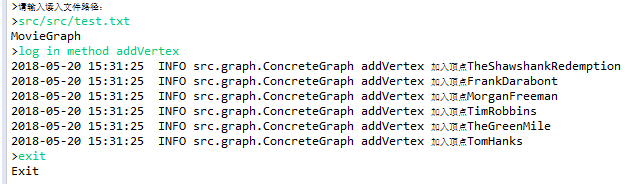 >请输入读入文件路径:
>src/src/test.txt
MovieGraph
>log in method addVertex
2018-05-20 15:31:25  INFO src.graph.ConcreteGraph addVertex 加入顶点TheShawshankRedemption
2018-05-20 15:31:25  INFO src.graph.ConcreteGraph addVertex 加入顶点FrankDarabont
2018-05-20 15:31:25  INFO src.graph.ConcreteGraph addVertex 加入顶点MorganFreeman
2018-05-20 15:31:25  INFO src.graph.ConcreteGraph addVertex 加入顶点TimRobbins
2018-05-20 15:31:25  INFO src.graph.ConcreteGraph addVertex 加入顶点TheGreenMile
2018-05-20 15:31:25  INFO src.graph.ConcreteGraph addVertex 加入顶点TomHanks
>exit
Exit